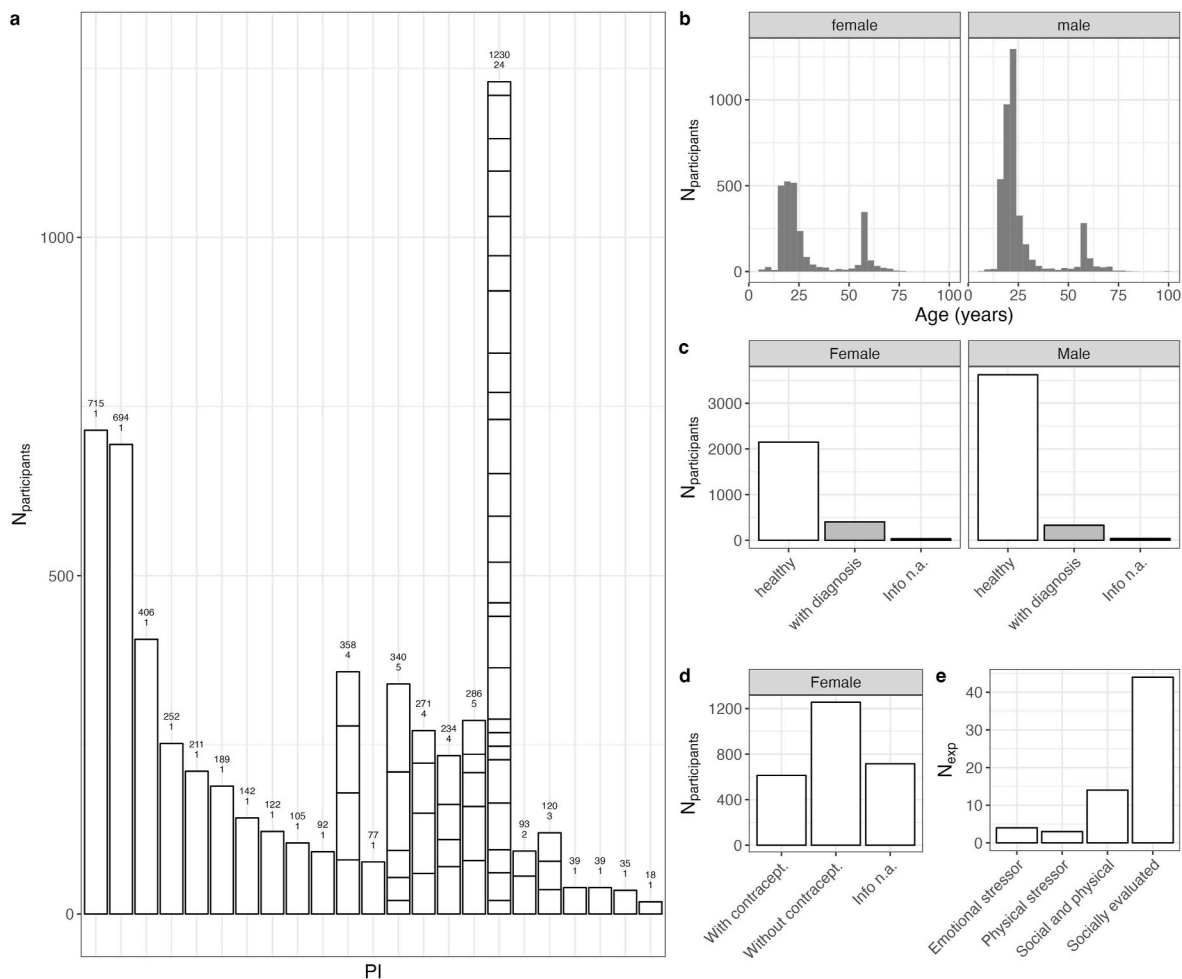 a
1230
24
715
1
694
1
406
1
252
1
211
1
189
1
142
1
122
1
105
1
92
1
358
4
77
1
340
5
271
4
234
4
286
5
93
2
120
3
39
1
39
1
35
1
18
1
1000
500
0
Nparticipants
PI
b
female
male
1000
500
0
Nparticipants
0 25 50 75 100
0 25 50 75 100
Age (years)
c
Female
Male
3000
2000
1000
0
Nparticipants
healthy
with diagnosis
Info n.a.
healthy
with diagnosis
Info n.a.
d
Female
1200
800
400
0
Nparticipants
With contracept.
Without contracept.
Info n.a.
e
40
30
20
10
0
Nexp
Emotional stressor
Physical stressor
Social and physical
Socially evaluated